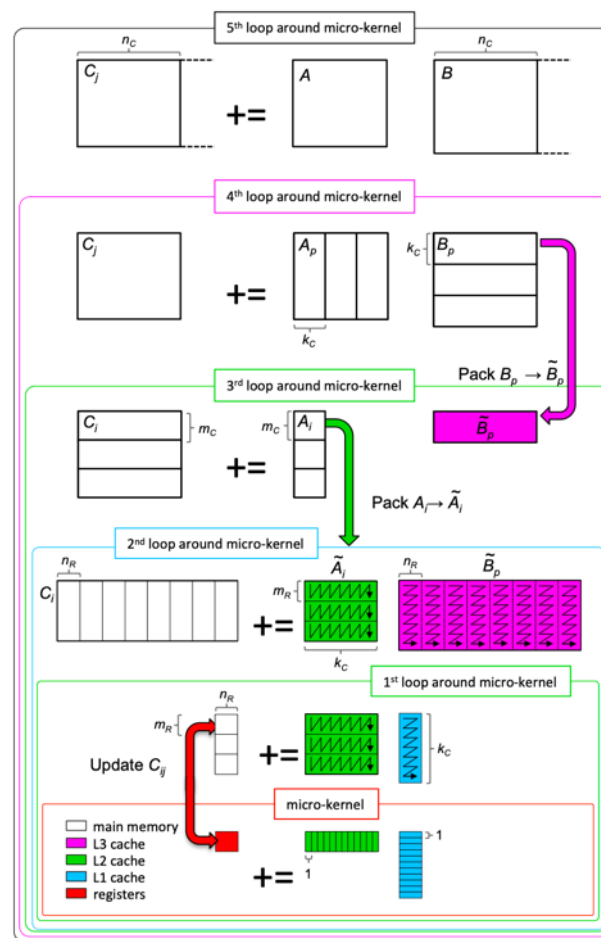 5th loop around micro-kernel
n_C n_C
C_j A B
+=
4th loop around micro-kernel
C_j A_p B_p
k_C
+=
k_C
Pack B_p → B̃_p
3rd loop around micro-kernel
C_i A_i B̃_p
m_C m_C
+=
Pack A_i → Ã_i
2nd loop around micro-kernel
n_R Ã_i n_R B̃_p
C_i m_R
+=
k_C
1st loop around micro-kernel
n_R
m_R
+= k_C
Update C_ij
micro-kernel
main memory
L3 cache
L2 cache
L1 cache
registers
+=
1 1